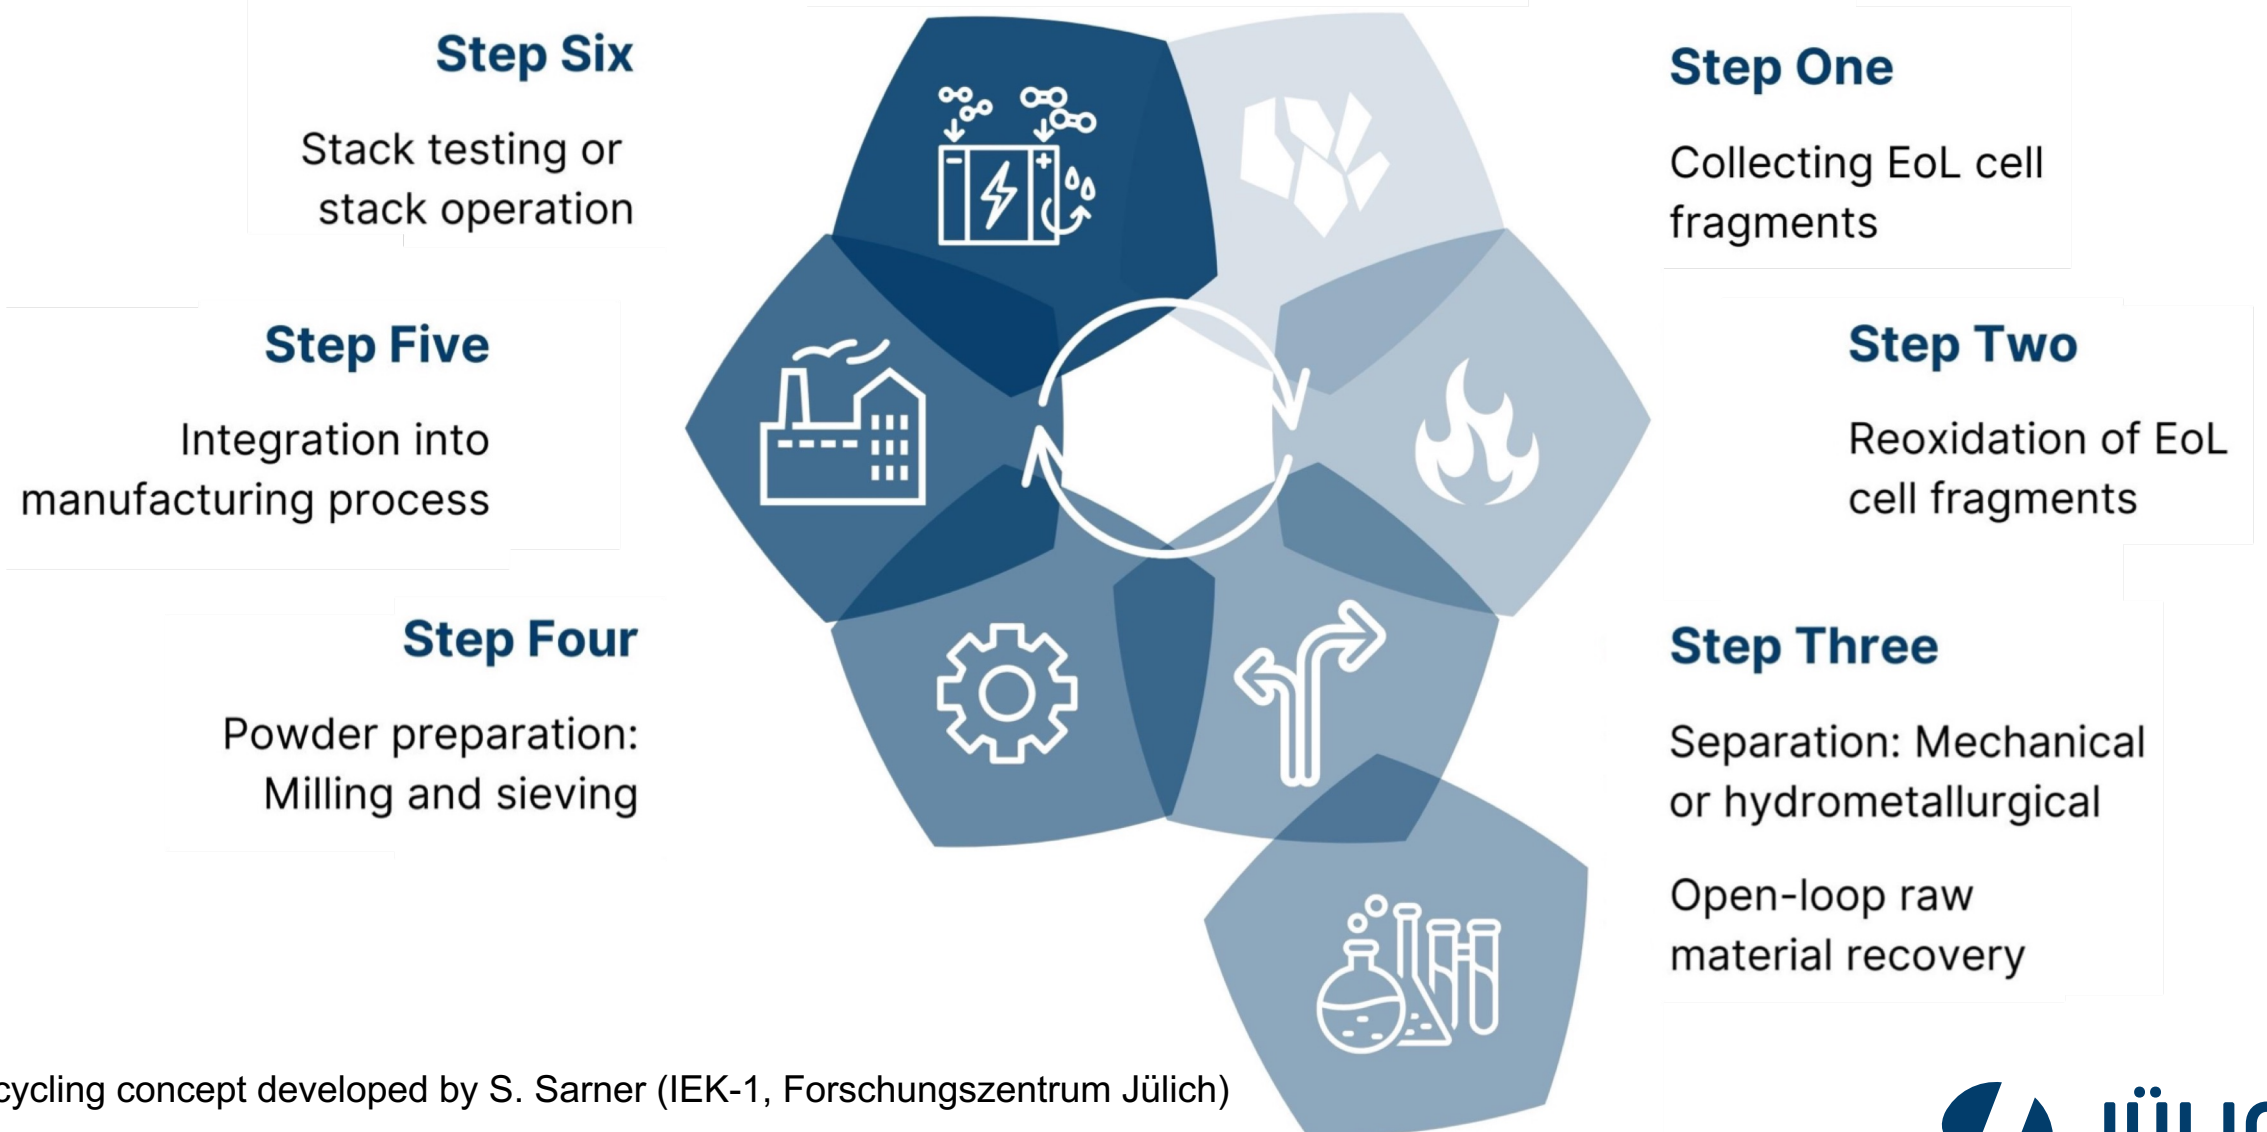 Step One
Collecting EoL cell
fragments
Step Two
Reoxidation of EoL
cell fragments
Step Three
Separation: Mechanical
or hydrometallurgical
Open-loop raw
material recovery
Step Four
Powder preparation:
Milling and sieving
Step Five
Integration into
manufacturing process
Step Six
Stack testing or
stack operation
concept developed by S. Sarner (IEK-1, Forschungszentrum Jülich)